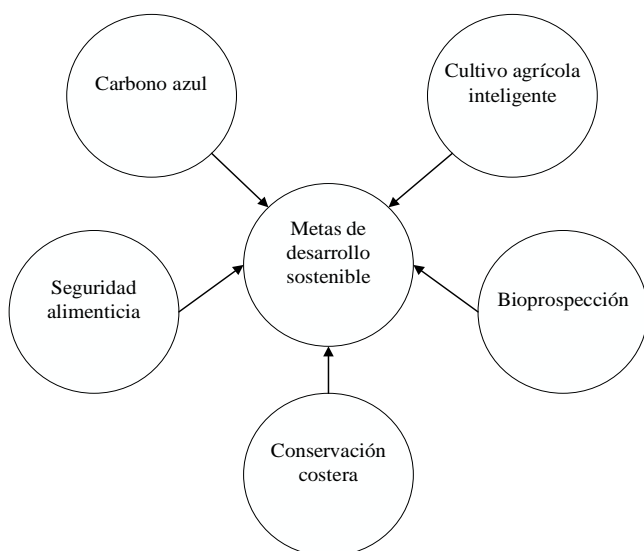 Carbono azul
Cultivo agrícola
inteligente
Metas de
desarrollo
sostenible
Seguridad
alimenticia
Bioprospección
Conservación
costera